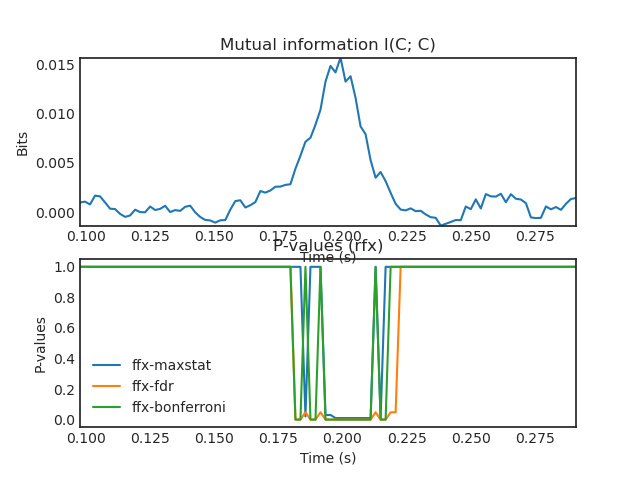 Mutual information I(C; C)
0.015
0.010
0.005
0.000
Bits
0.100 0.125 0.150 0.175 0.200 0.225 0.250 0.275
Time (s)
P-values (rfx)
1.0
0.8
0.6
0.4
0.2
0.0
P-values
ffx-maxstat
ffx-fdr
ffx-bonferroni
0.100 0.125 0.150 0.175 0.200 0.225 0.250 0.275
Time (s)